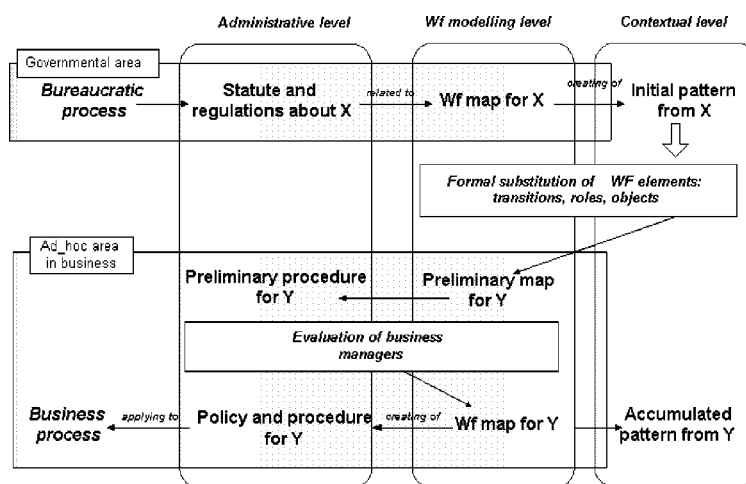 Administrative level Wf modelling level Contextual level
Governmental area
Bureaucratic
process
Statute and
regulations about X
related to
Wf map for X
creating of
Initial pattern
from X
Formal substitution of WF elements:
transitions, roles, objects
Ad_hoc area
in business
Preliminary procedure
for Y
Preliminary map
for Y
Evaluation of business
managers
Business
process
applying to
Policy and procedure
for Y
creating of
Wf map for Y
Accumulated
pattern from Y